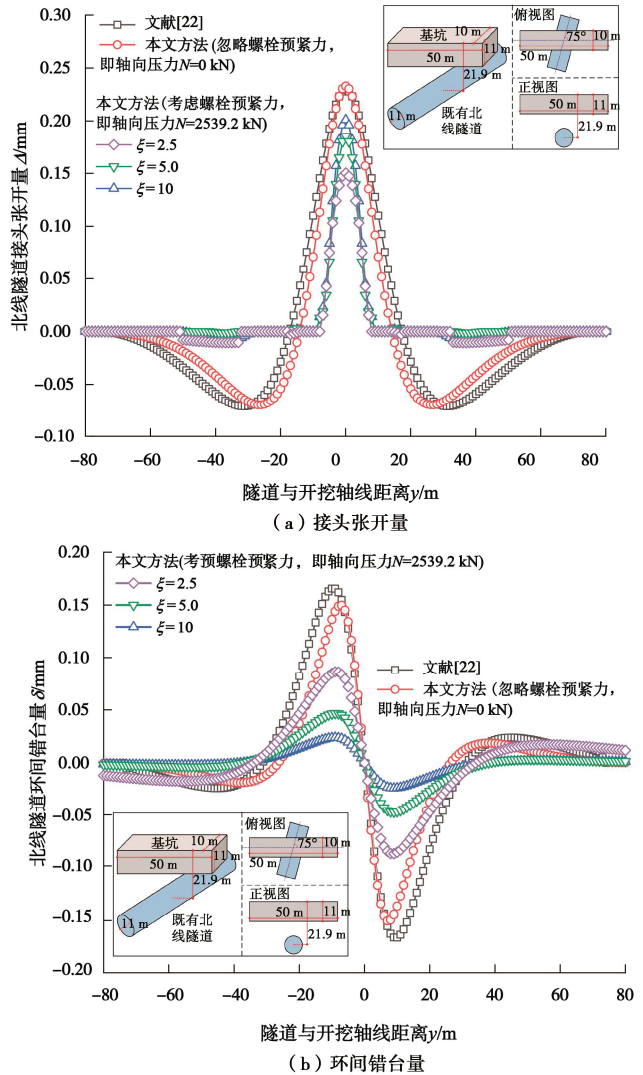 文献[22]
本文方法(忽略螺栓预紧力,
即轴向压力N=0 kN)
本文方法(考虑螺栓预紧力,
即轴向压力N=2539.2 kN)
ξ=2.5
ξ=5.0
ξ=10
基坑
10 m
11 m
50 m
21.9 m
11 m
既有北
线隧道
俯视图
75°
10 m
50 m
正视图
50 m
11 m
21.9 m
北线隧道接头张开量Δ/mm
0.25
0.20
0.15
0.10
0.05
0.00
−0.05
−0.10
−80
−60
−40
−20
0
20
40
60
80
隧道与开挖轴线距离y/m
(a)接头张开量
本文方法(考预螺栓预紧力,即轴向压力N=2539.2 kN)
ξ=2.5
ξ=5.0
ξ=10
文献[22]
本文方法(忽略螺栓预紧力,
即轴向压力N=0 kN)
北线隧道环间错台量δ/mm
0.20
0.15
0.10
0.05
0.00
−0.05
−0.10
−0.15
−0.20
基坑
10 m
11 m
50 m
21.9 m
11 m
既有北
线隧道
俯视图
75°
10 m
50 m
正视图
50 m
11 m
21.9 m
−80
−60
−40
−20
0
20
40
60
80
隧道与开挖轴线距离y/m
(b)环间错台量